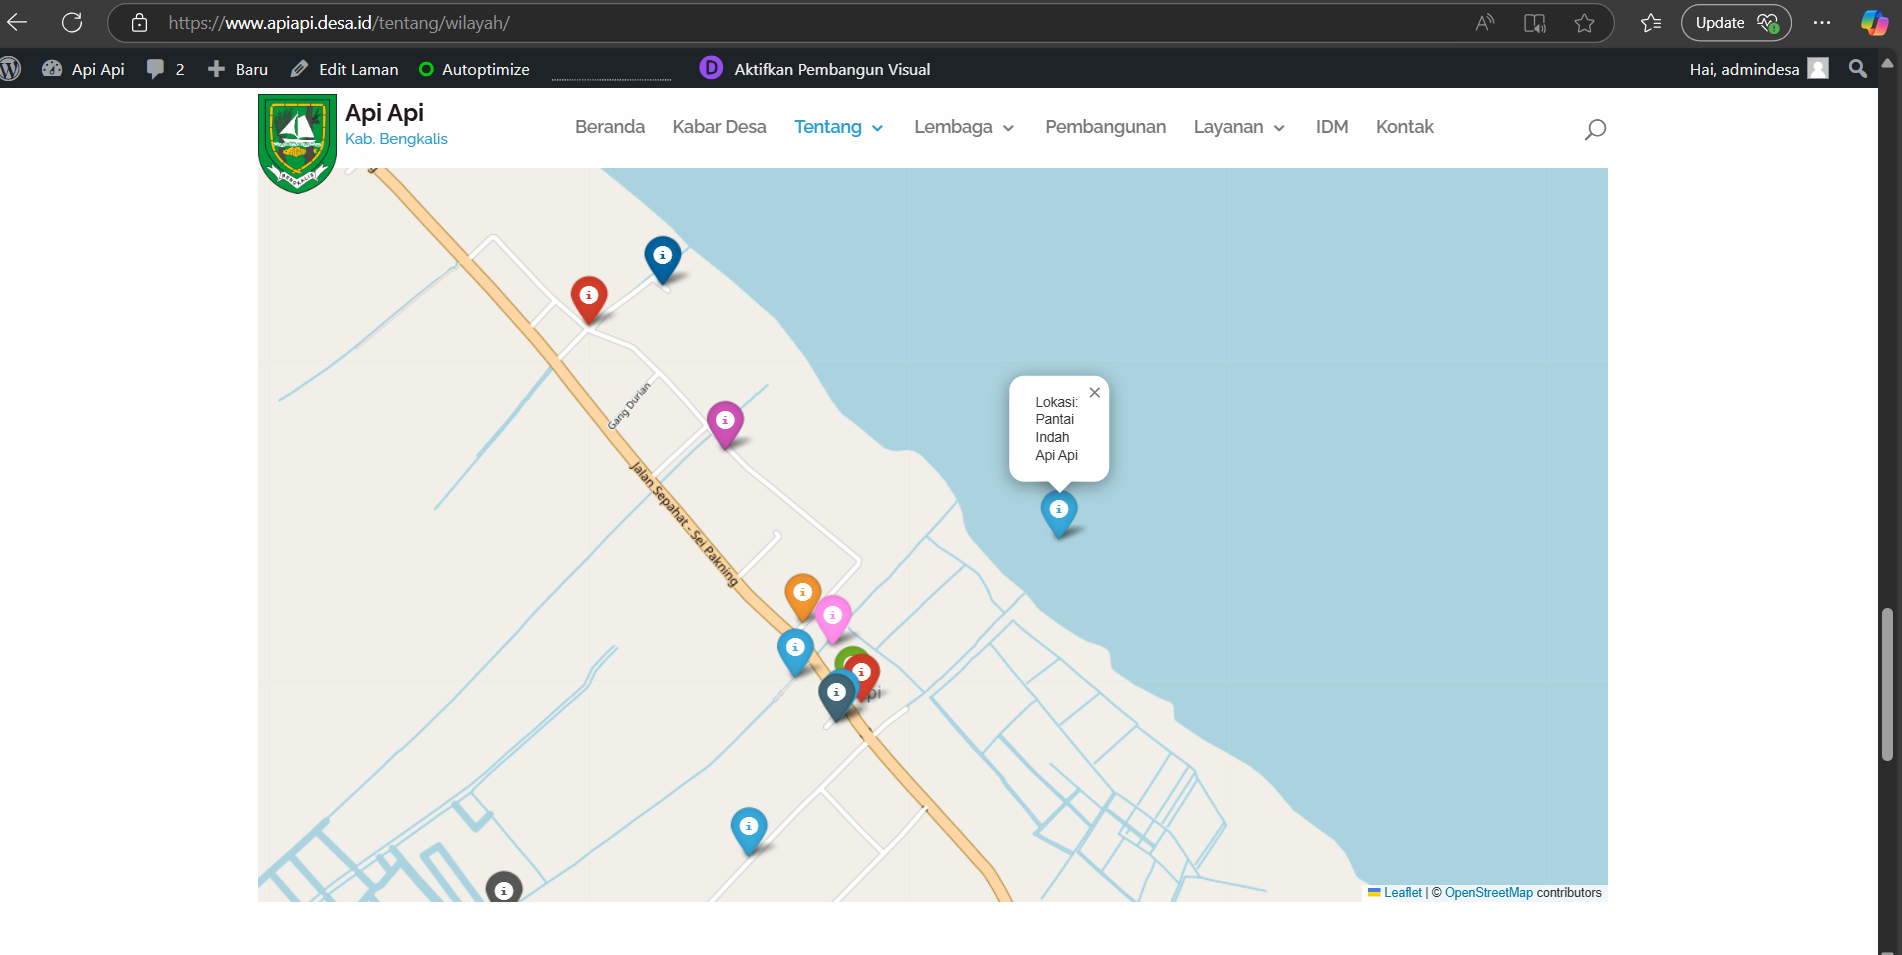 https://www.apiapi.desa.id/tentang/wilayah/
Update
Api Api
2
Baru
Edit Laman
Autoptimize
D
Aktifkan Pembangun Visual
Hai, admindesa
BENGKALIS
Api Api
Kab. Bengkalis
Beranda
Kabar Desa
Tentang
Lembaga
Pembangunan
Layanan
IDM
Kontak
Gang Durian
Jalan Sepahat - Sei Pakning
Lokasi:
Pantai
Indah
Api Api
Leaflet | © OpenStreetMap contributors